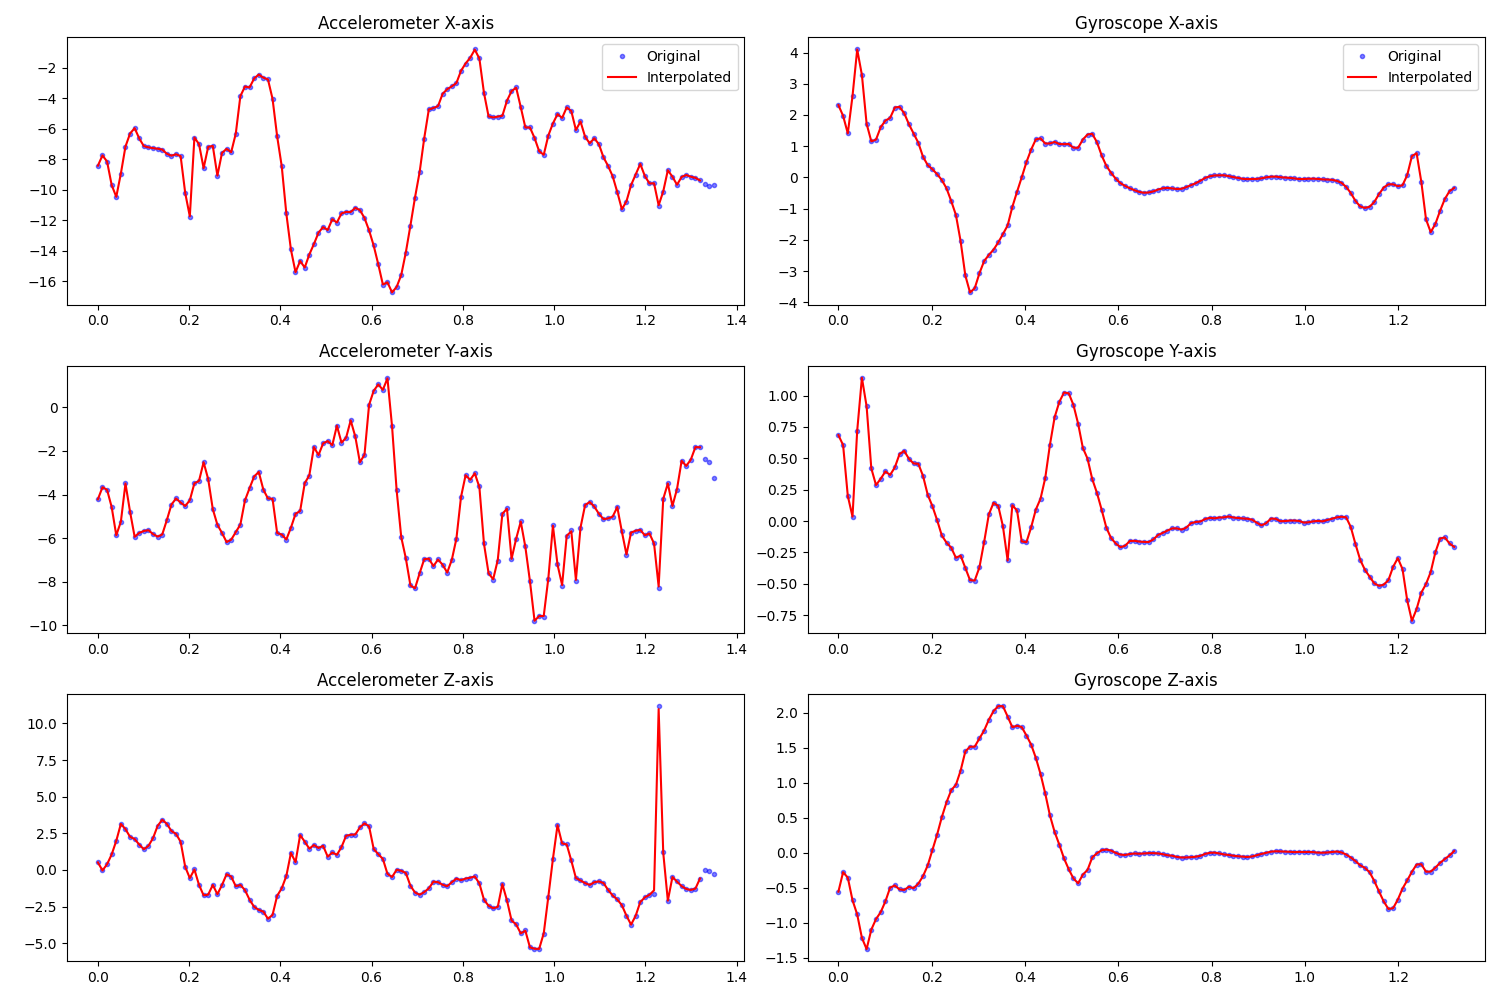 Accelerometer X-axis
Original
Interpolated
−2
−4
−6
−8
−10
−12
−14
−16
0.0 0.2 0.4 0.6 0.8 1.0 1.2 1.4
Gyroscope X-axis
Original
Interpolated
4
3
2
1
0
−1
−2
−3
−4
0.0 0.2 0.4 0.6 0.8 1.0 1.2
Accelerometer Y-axis
0
−2
−4
−6
−8
−10
0.0 0.2 0.4 0.6 0.8 1.0 1.2 1.4
Gyroscope Y-axis
1.00
0.75
0.50
0.25
0.00
−0.25
−0.50
−0.75
0.0 0.2 0.4 0.6 0.8 1.0 1.2
Accelerometer Z-axis
10.0
7.5
5.0
2.5
0.0
−2.5
−5.0
0.0 0.2 0.4 0.6 0.8 1.0 1.2 1.4
Gyroscope Z-axis
2.0
1.5
1.0
0.5
0.0
−0.5
−1.0
−1.5
0.0 0.2 0.4 0.6 0.8 1.0 1.2